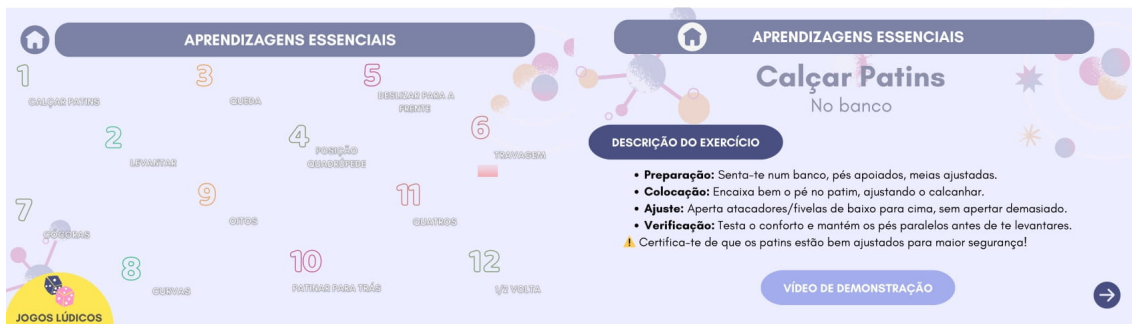 APRENDIZAGENS ESSENCIAIS
1
CALÇAR PATINS
3
QUEDA
5
DESLIZAR PARA A
FRENTE
2
LEVANTAR
4
POSIÇÃO
QUADRÚPEDE
6
TRAVAGEM
7
CÓCORAS
9
OITOS
11
QUATROS
8
CURVAS
10
PATINAR PARA TRÁS
12
1/2 VOLTA
JOGOS LÚDICOS
APRENDIZAGENS ESSENCIAIS
Calçar Patins
No banco
DESCRIÇÃO DO EXERCÍCIO
• Preparação: Senta-te num banco, pés apoiados, meias ajustadas.
• Colocação: Encaixa bem o pé no patim, ajustando o calcanhar.
• Ajuste: Aperta atacadores/fivelas de baixo para cima, sem apertar demasiado.
• Verificação: Testa o conforto e mantém os pés paralelos antes de te levantares.
⚠️ Certifica-te de que os patins estão bem ajustados para maior segurança!
VÍDEO DE DEMONSTRAÇÃO